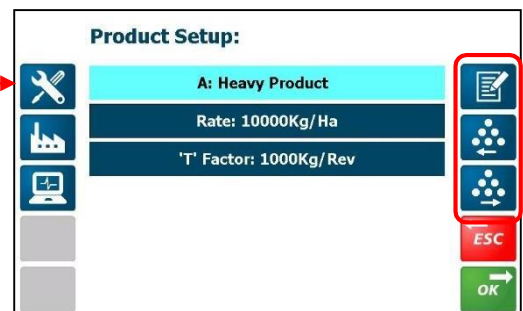 Product Setup:
A: Heavy Product
Rate: 10000Kg/Ha
'T' Factor: 1000Kg/Rev
ESC
OK